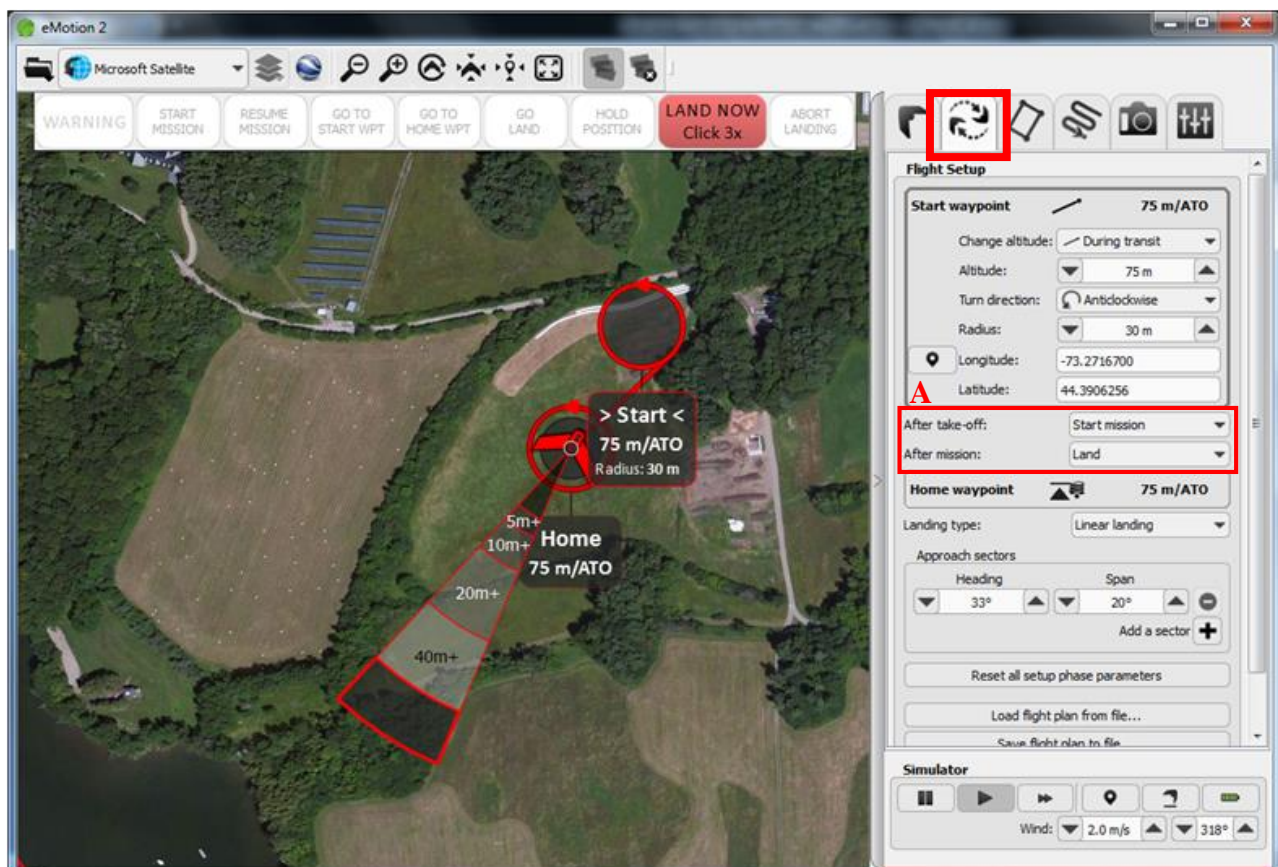 eMotion 2
Microsoft Satellite
WARNING
START MISSION
RESUME MISSION
GO TO START WPT
GO TO HOME WPT
GO LAND
HOLD POSITION
LAND NOW
Click 3x
ABORT LANDING
> Start <
75 m/ATO
Radius: 30 m
5m+
10m+
Home
75 m/ATO
20m+
40m+
Flight Setup
Start waypoint 75 m/ATO
Change altitude: During transit
Altitude: 75 m
Turn direction: Anticlockwise
Radius: 30 m
Longitude: -73.2716700
Latitude: 44.3906256
A
After take-off: Start mission
After mission: Land
Home waypoint 75 m/ATO
Landing type: Linear landing
Approach sectors
Heading Span
33° 20°
Add a sector
Reset all setup phase parameters
Load flight plan from file...
Save flight plan to file
Simulator
Wind: 2.0 m/s 318°